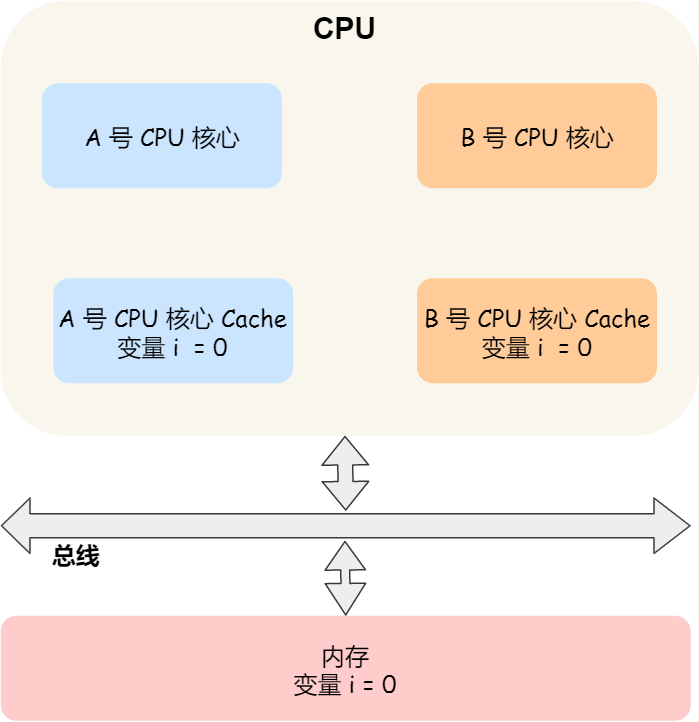 CPU
A 号 CPU 核心
B 号 CPU 核心
A 号 CPU 核心 Cache
变量 i = 0
B 号 CPU 核心 Cache
变量 i = 0
总线
内存
变量 i = 0